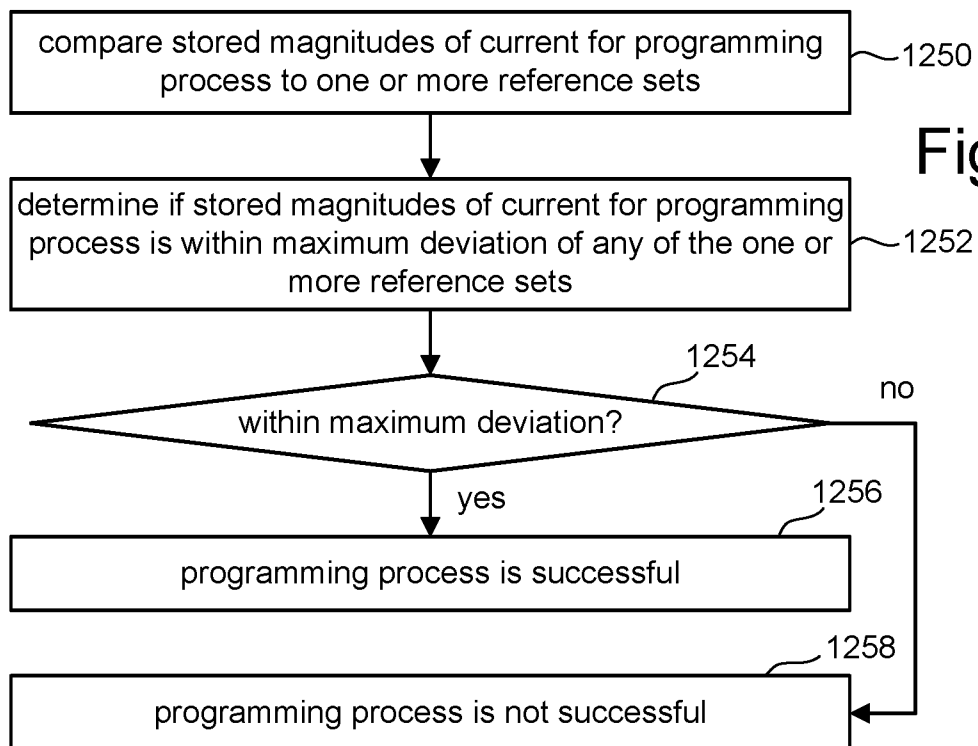 compare stored magnitudes of current for programming
process to one or more reference sets
1250
Fig
determine if stored magnitudes of current for programming
process is within maximum deviation of any of the one or
more reference sets
1252
1254
within maximum deviation?
no
yes
1256
programming process is successful
1258
programming process is not successful